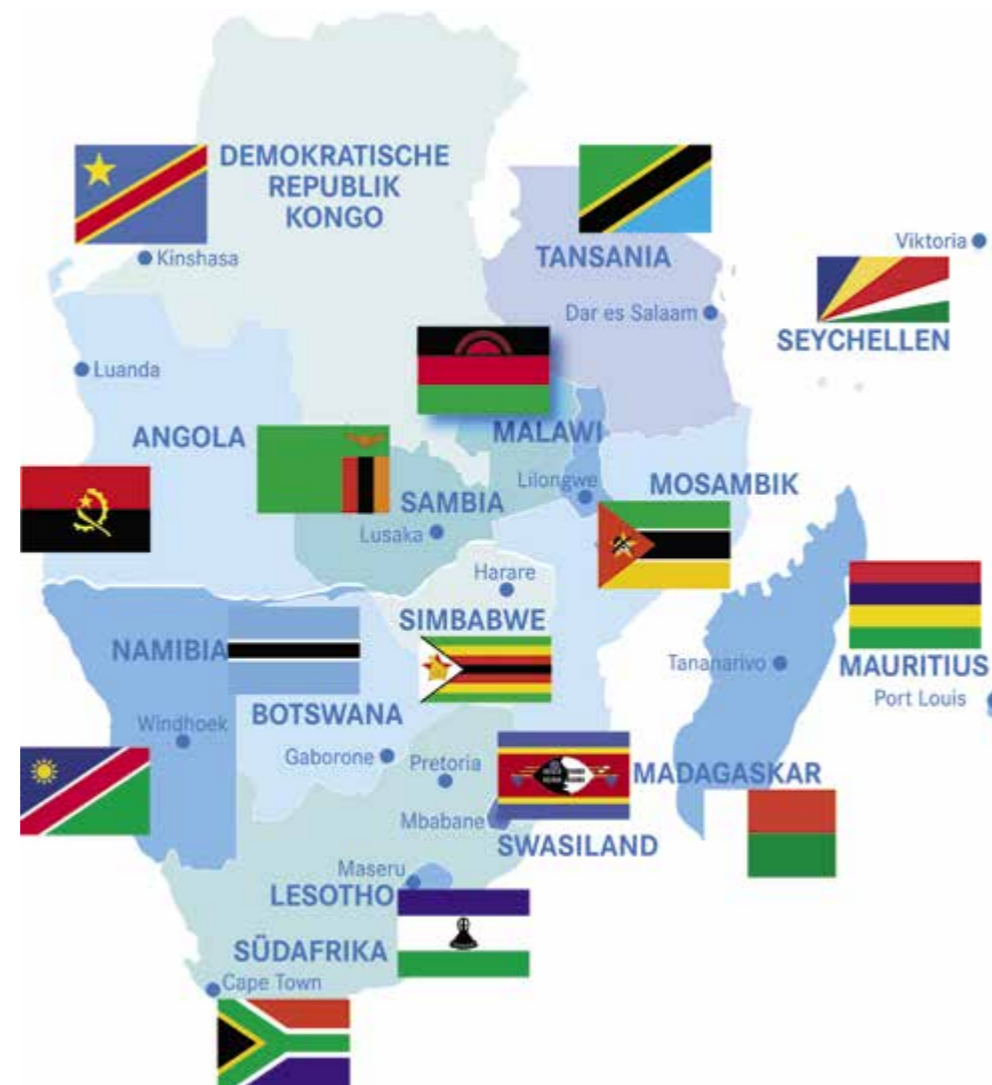 DEMOKRATISCHE
REPUBLIK
KONGO
Kinshasa
TANSANIA
Dar es Salaam
Viktoria
SEYCHELLEN
Luanda
ANGOLA
MALAWI
Lilongwe
SAMBIA
Lusaka
MOSAMBIK
Harare
SIMBABWE
NAMIBIA
Windhoek
BOTSWANA
Gaborone
Tananarivo
MAURITIUS
Port Louis
Pretoria
MADAGASKAR
Mbabane
SWASILAND
Maseru
LESOTHO
SÜDAFRIKA
Cape Town